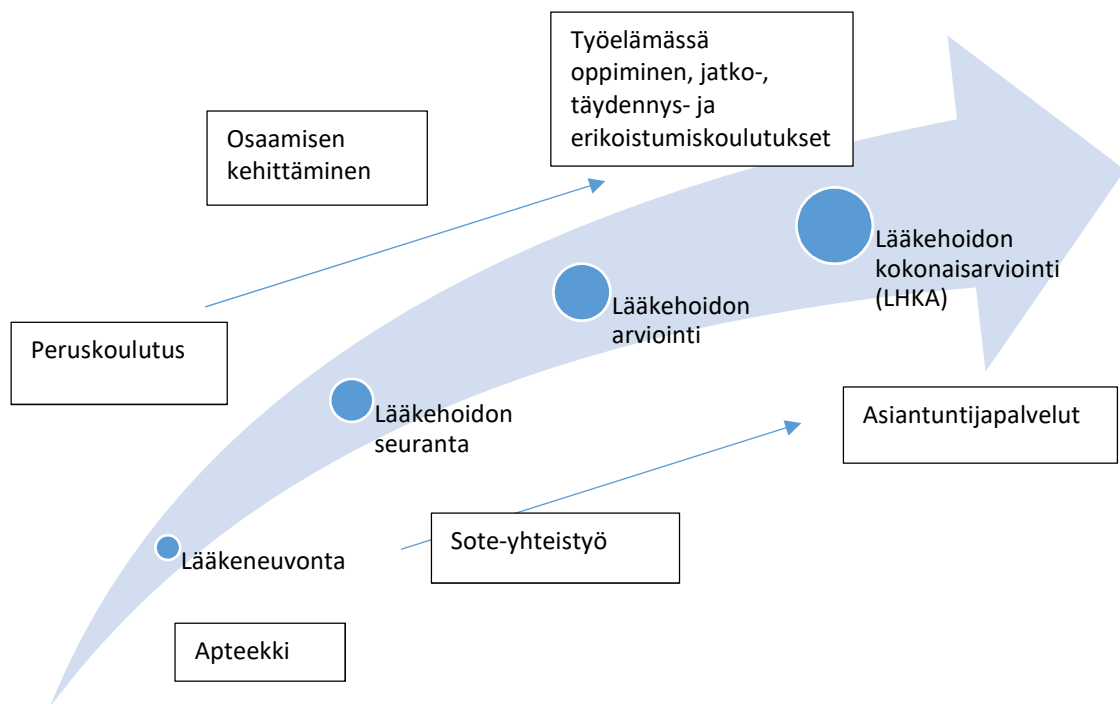 Työelämässä
oppiminen, jatko-,
täydennys- ja
erikoistumiskoulutukset
Osaamisen
kehittäminen
Lääkehoidon
kokonaisarviointi
(LHKA)
Lääkehoidon
arviointi
Peruskoulutus
Lääkehoidon
seuranta
Asiantuntijapalvelut
Sote-yhteistyö
Lääkeneuvonta
Apteekki